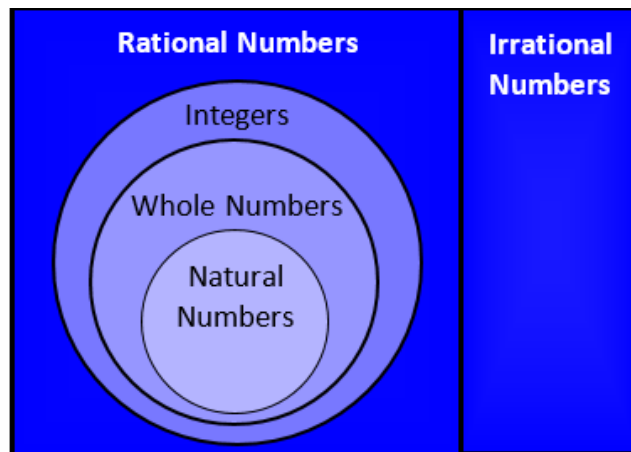 Rational Numbers
Irrational
Numbers
Integers
Whole Numbers
Natural
Numbers